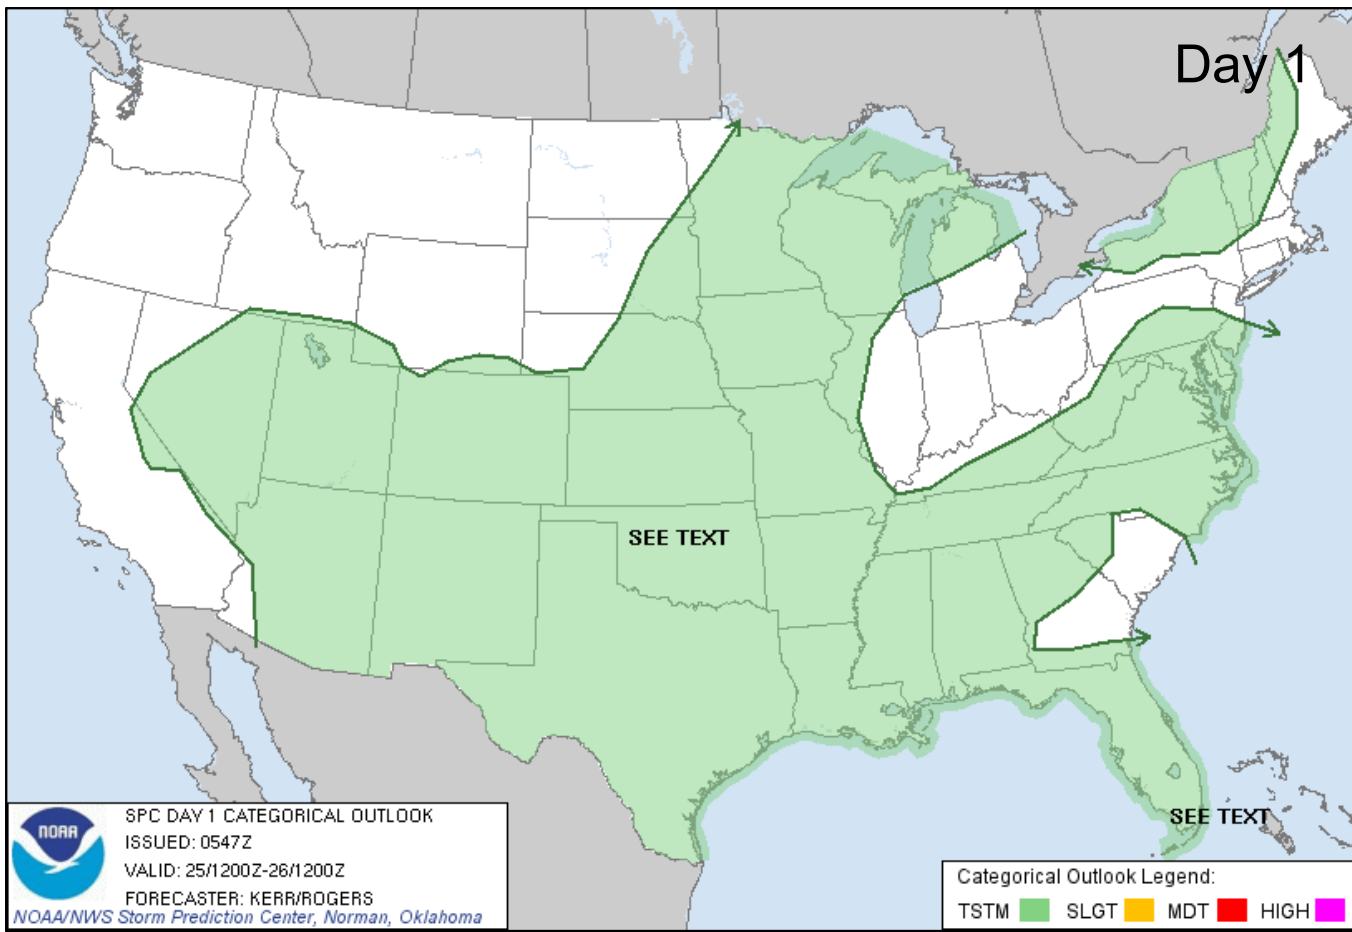 Day 1
SEE TEXT
SEE TEXT
NOAA
SPC DAY 1 CATEGORICAL OUTLOOK
ISSUED: 0547Z
VALID: 25/1200Z-26/1200Z
FORECASTER: KERR/ROGERS
NOAA/NWS Storm Prediction Center, Norman, Oklahoma
Categorical Outlook Legend:
TSTM SLGT MDT HIGH